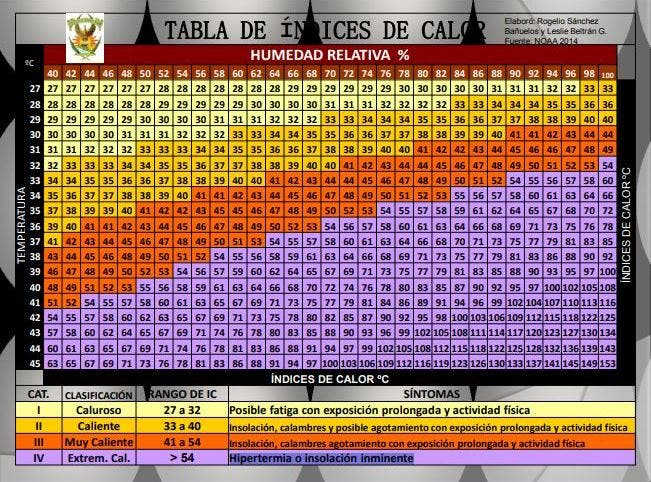 TABLA DE ÍNDICES DE CALOR
Elaboró: Rogelio Sánchez
Bañuelos y Leslie Beltrán G.
Fuente: NOAA 2014
HUMEDAD RELATIVA %
ºC 40 42 44 46 48 50 52 54 56 58 60 62 64 66 68 70 72 74 76 78 80 82 84 86 88 90 92 94 96 98 100
TEMPERATURA
27 27 27 27 27 27 27 28 28 28 28 28 28 28 29 29 29 29 29 29 30 30 30 30 30 31 31 31 32 32 33 33
28 28 28 28 28 28 28 29 29 29 29 29 30 30 30 30 31 31 31 32 32 32 32 33 33 34 34 34 35 35 36 36
29 29 29 29 29 30 30 30 30 31 31 31 31 32 32 32 33 33 34 34 34 35 35 36 36 37 37 38 38 39 40 40
30 30 30 30 30 31 31 31 32 32 32 33 33 34 34 35 35 36 36 37 37 38 38 39 39 40 41 41 42 43 44 44
31 31 31 32 32 32 33 33 33 34 34 35 35 36 37 37 38 38 39 40 40 41 42 42 43 44 45 46 47 47 48 49
32 32 33 33 33 34 34 35 35 36 37 37 38 38 39 40 40 41 42 43 44 44 45 46 47 48 49 50 51 52 53 54
33 34 34 35 35 36 36 37 38 38 39 40 40 41 42 43 43 44 45 46 47 48 49 50 51 52 54 55 56 57 58 60
34 35 36 37 37 38 38 39 40 41 41 42 43 44 45 46 47 48 49 50 51 52 53 55 56 57 58 60 61 63 64 66
35 37 38 39 39 40 41 42 42 43 45 45 46 47 48 49 50 52 53 54 55 57 58 59 61 62 64 65 67 68 70 72
36 39 40 41 41 42 43 44 45 46 47 48 49 50 52 53 54 56 57 58 60 61 63 64 66 68 69 71 73 75 76 78
37 41 42 43 44 45 46 47 48 49 50 51 53 54 55 57 58 60 61 63 64 66 68 70 71 73 75 77 79 81 83 85
38 43 44 45 46 48 49 50 51 52 54 55 56 58 59 61 63 64 66 68 69 71 73 75 77 79 81 83 86 88 90 92
39 46 47 48 49 50 52 53 54 56 57 59 60 62 64 65 67 69 71 73 75 77 79 81 83 85 88 90 93 95 97 100
40 48 49 51 52 53 55 56 58 59 61 63 64 66 68 70 72 74 76 78 80 83 85 87 90 92 95 97 100 102 105 108
41 51 52 54 55 57 58 60 61 63 65 67 69 71 73 75 77 79 81 84 86 89 91 94 96 99 102 104 107 110 113 116
42 54 55 57 58 60 62 63 65 67 69 71 73 75 78 80 82 85 87 90 92 95 98 100 103 106 109 112 115 118 122 125
43 57 58 60 62 64 65 67 69 71 74 76 78 80 83 85 88 90 93 96 99 102 105 108 111 114 117 120 123 127 130 134
44 60 61 63 65 67 69 71 74 76 78 81 83 86 88 91 94 97 99 102 105 108 112 115 118 122 125 128 132 136 139 143
45 63 65 67 69 71 73 76 78 81 83 86 88 91 94 97 100 103 106 109 112 116 119 123 126 130 133 137 141 145 149 153
ÍNDICES DE CALOR ºC
ÍNDICES DE CALOR ºC
CAT. CLASIFICACIÓN RANGO DE IC SÍNTOMAS
I Caluroso 27 a 32 Posible fatiga con exposición prolongada y actividad física
II Caliente 33 a 40 Insolación, calambres y posible agotamiento con exposición prolongada y actividad física
III Muy Caliente 41 a 54 Insolación, calambres agotamiento con exposición prolongada y actividad física
IV Extrem. Cal. > 54 Hipertermia o insolación inminente